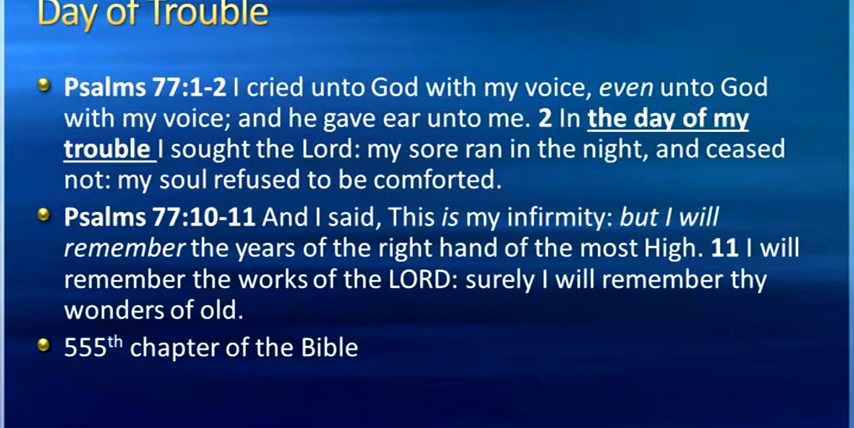 Day of Trouble
Psalms 77:1-2 I cried unto God with my voice, even unto God
with my voice; and he gave ear unto me. 2 In the day of my
trouble I sought the Lord: my sore ran in the night, and ceased
not: my soul refused to be comforted.
Psalms 77:10-11 And I said, This is my infirmity: but I will
remember the years of the right hand of the most High. 11 I will
remember the works of the LORD: surely I will remember thy
wonders of old.
555th chapter of the Bible